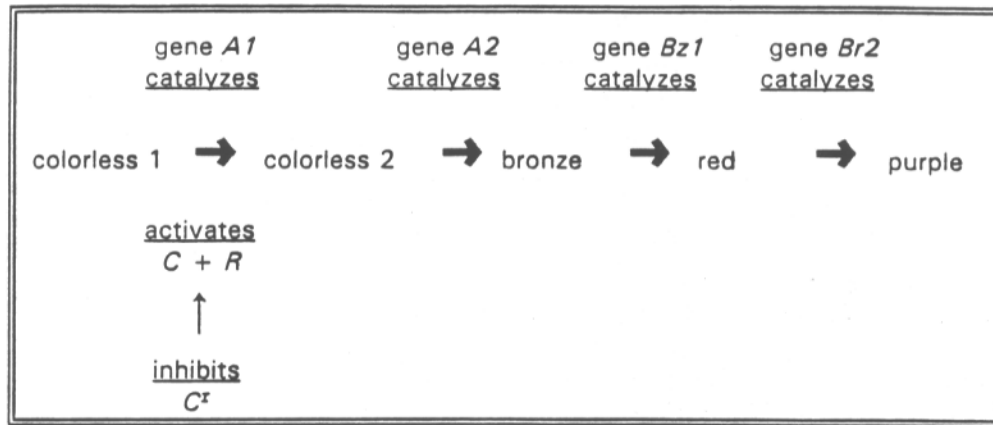 gene A1 gene A2 gene Bz1 gene Br2
catalyzes catalyzes catalyzes catalyzes
colorless 1 → colorless 2 → bronze → red → purple
activates
C + R
↑
inhibits
Cᴵ